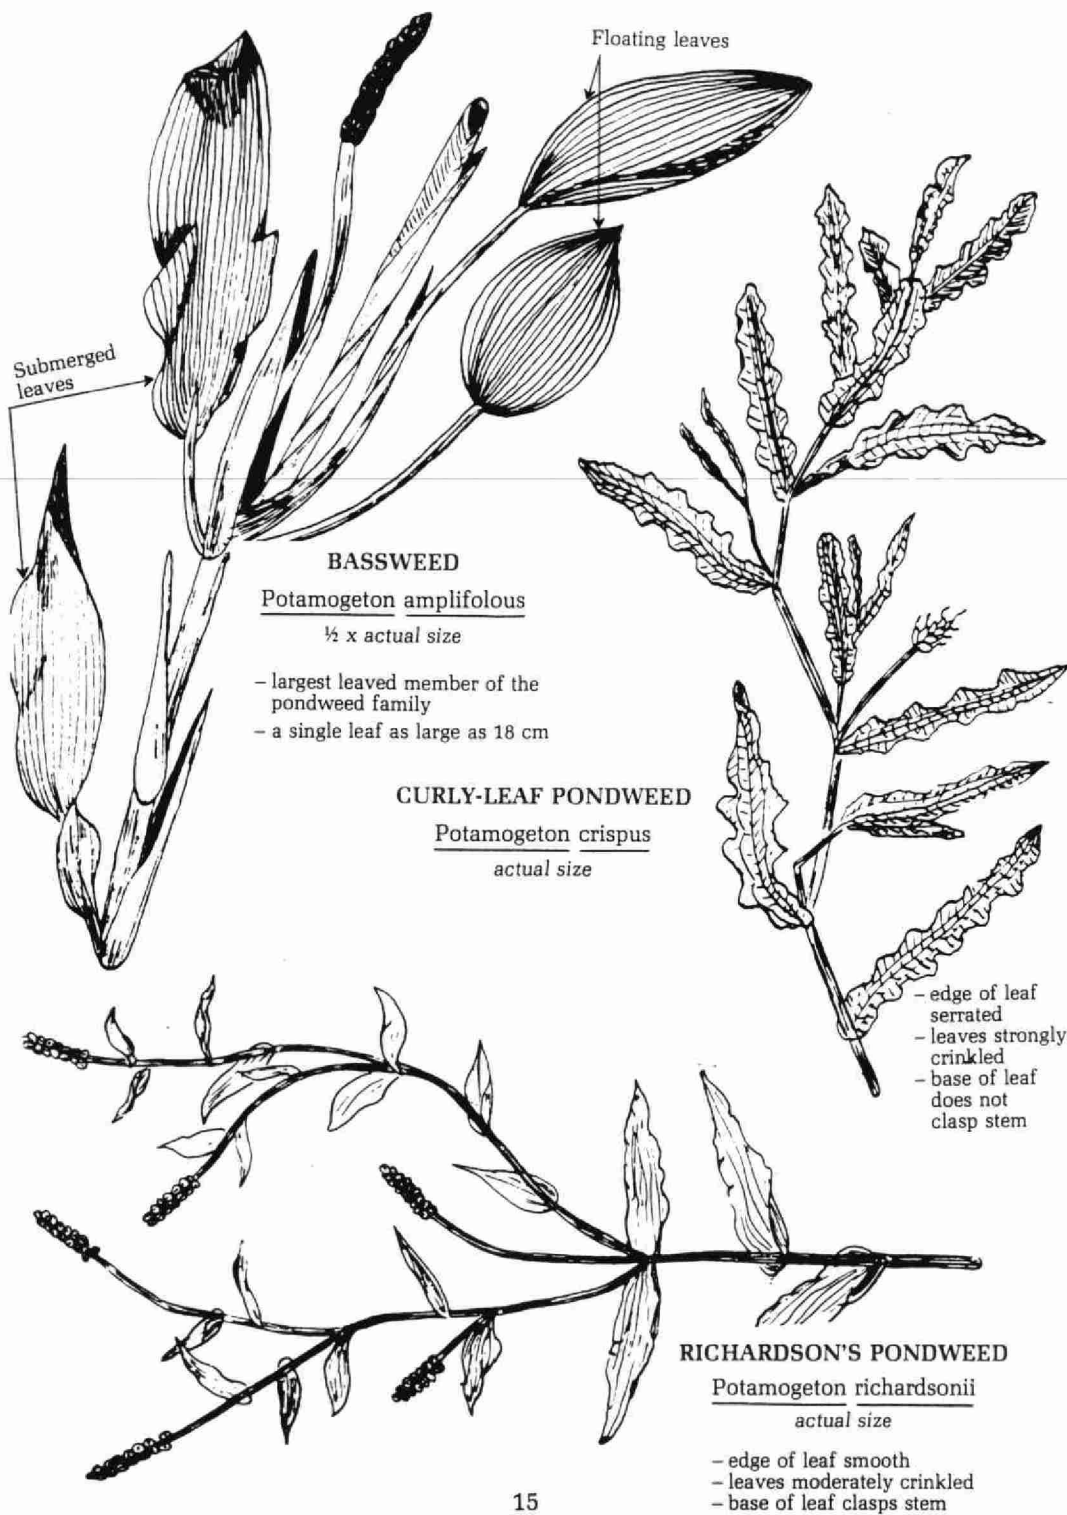 Floating leaves
Submerged
leaves
BASSWEED
Potamogeton amplifolous
½ x actual size
– largest leaved member of the
pondweed family
– a single leaf as large as 18 cm
CURLY-LEAF PONDWEED
Potamogeton crispus
actual size
– edge of leaf
serrated
– leaves strongly
crinkled
– base of leaf
does not
clasp stem
RICHARDSON'S PONDWEED
Potamogeton richardsonii
actual size
– edge of leaf smooth
– leaves moderately crinkled
– base of leaf clasps stem
15